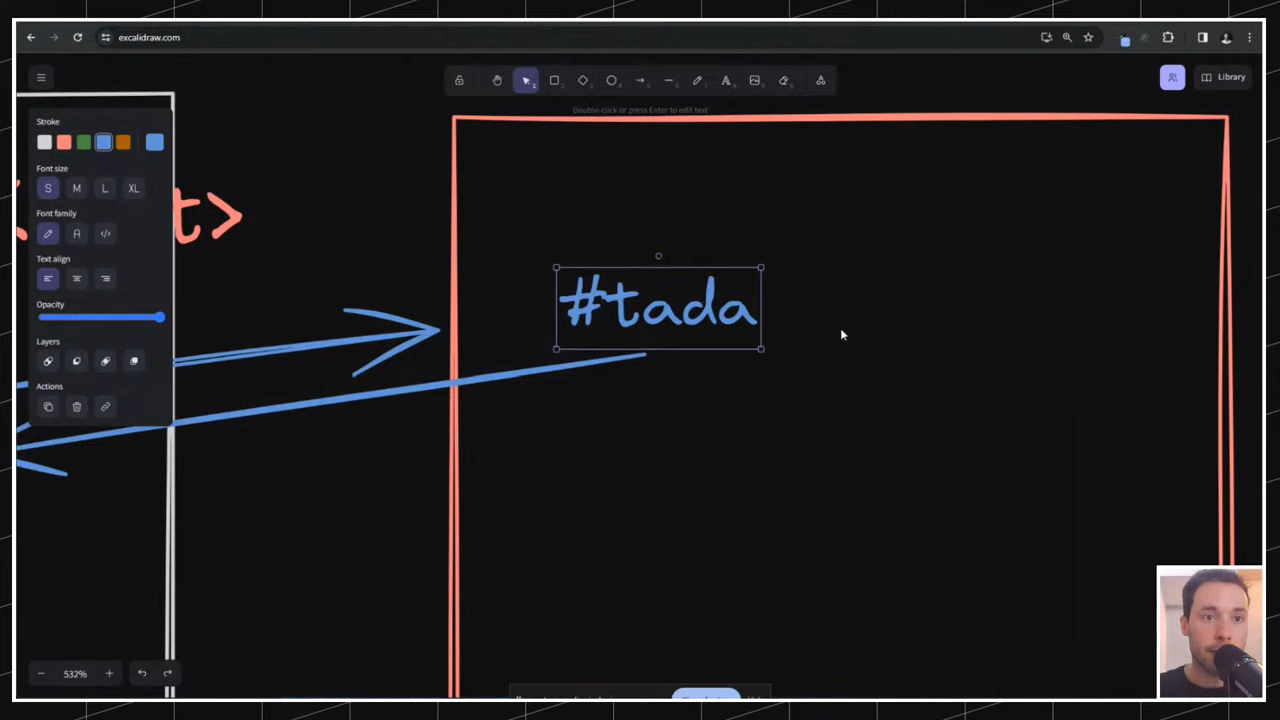 excalidraw.com
Library
Double-click or press Enter to edit text
Stroke
Font size
S M L XL
Font family
A </>
Text align
Opacity
Layers
Actions
t>
#tada
532%